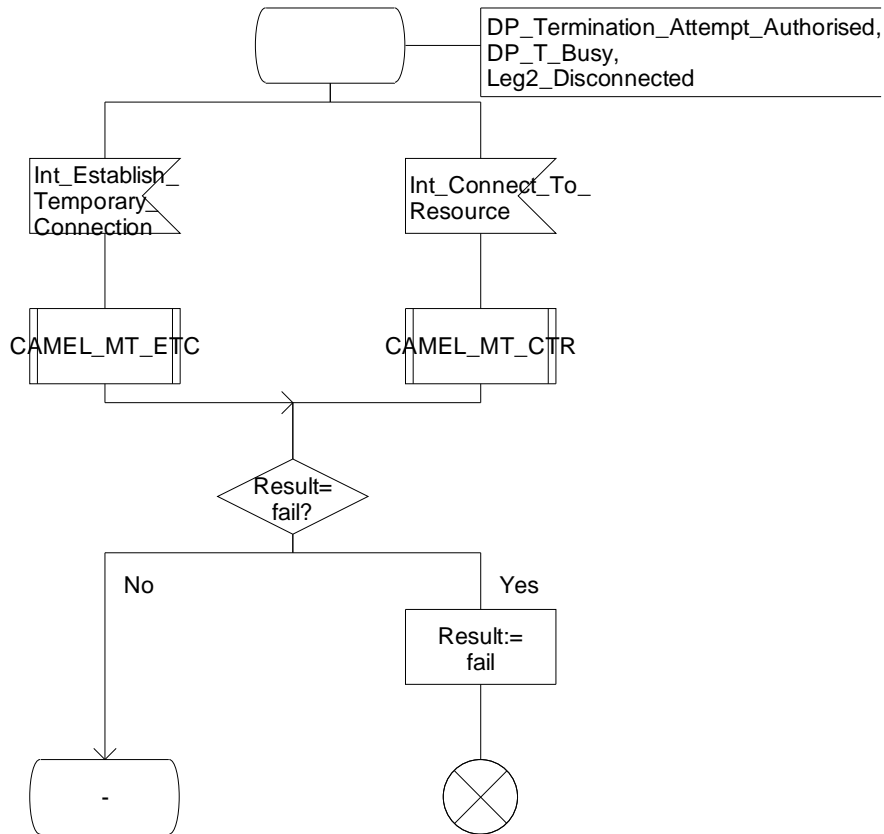 DP_Termination_Attempt_Authorised,
DP_T_Busy,
Leg2_Disconnected
Int_Establish_
Temporary_
Connection
Int_Connect_To_
Resource
CAMEL_MT_ETC
CAMEL_MT_CTR
Result=
fail?
No
Yes
Result:=
fail
-